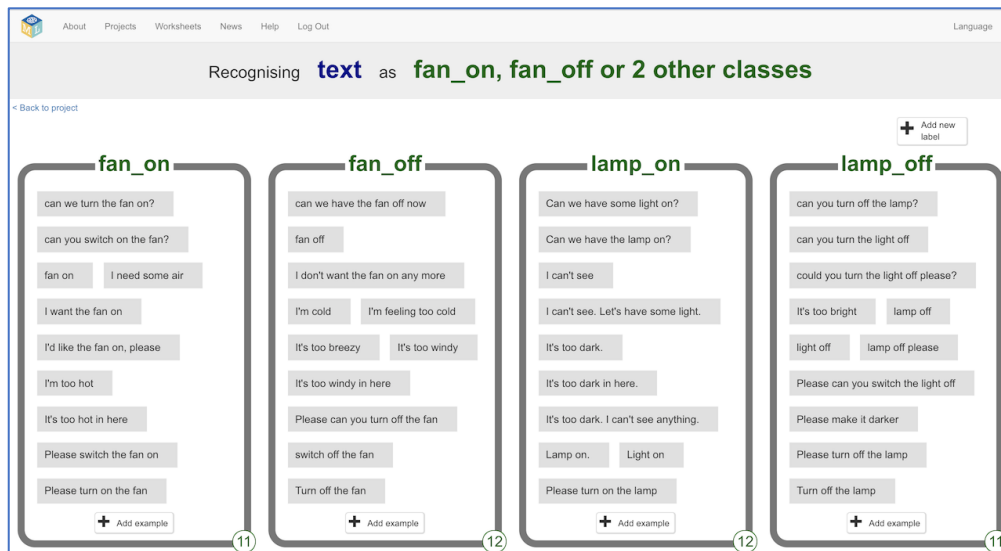 About Projects Worksheets News Help Log Out Language
Recognising text as fan_on, fan_off or 2 other classes
< Back to project
Add new
label
fan_on
can we turn the fan on?
can you switch on the fan?
fan on I need some air
I want the fan on
I'd like the fan on, please
I'm too hot
It's too hot in here
Please switch the fan on
Please turn on the fan
Add example
11
fan_off
can we have the fan off now
fan off
I don't want the fan on any more
I'm cold I'm feeling too cold
It's too breezy It's too windy
It's too windy in here
Please can you turn off the fan
switch off the fan
Turn off the fan
Add example
12
lamp_on
Can we have some light on?
Can we have the lamp on?
I can't see
I can't see. Let's have some light.
It's too dark.
It's too dark in here.
It's too dark. I can't see anything.
Lamp on. Light on
Please turn on the lamp
Add example
12
lamp_off
can you turn off the lamp?
can you turn the light off
could you turn the light off please?
It's too bright lamp off
light off lamp off please
Please can you switch the light off
Please make it darker
Please turn off the lamp
Turn off the lamp
Add example
11